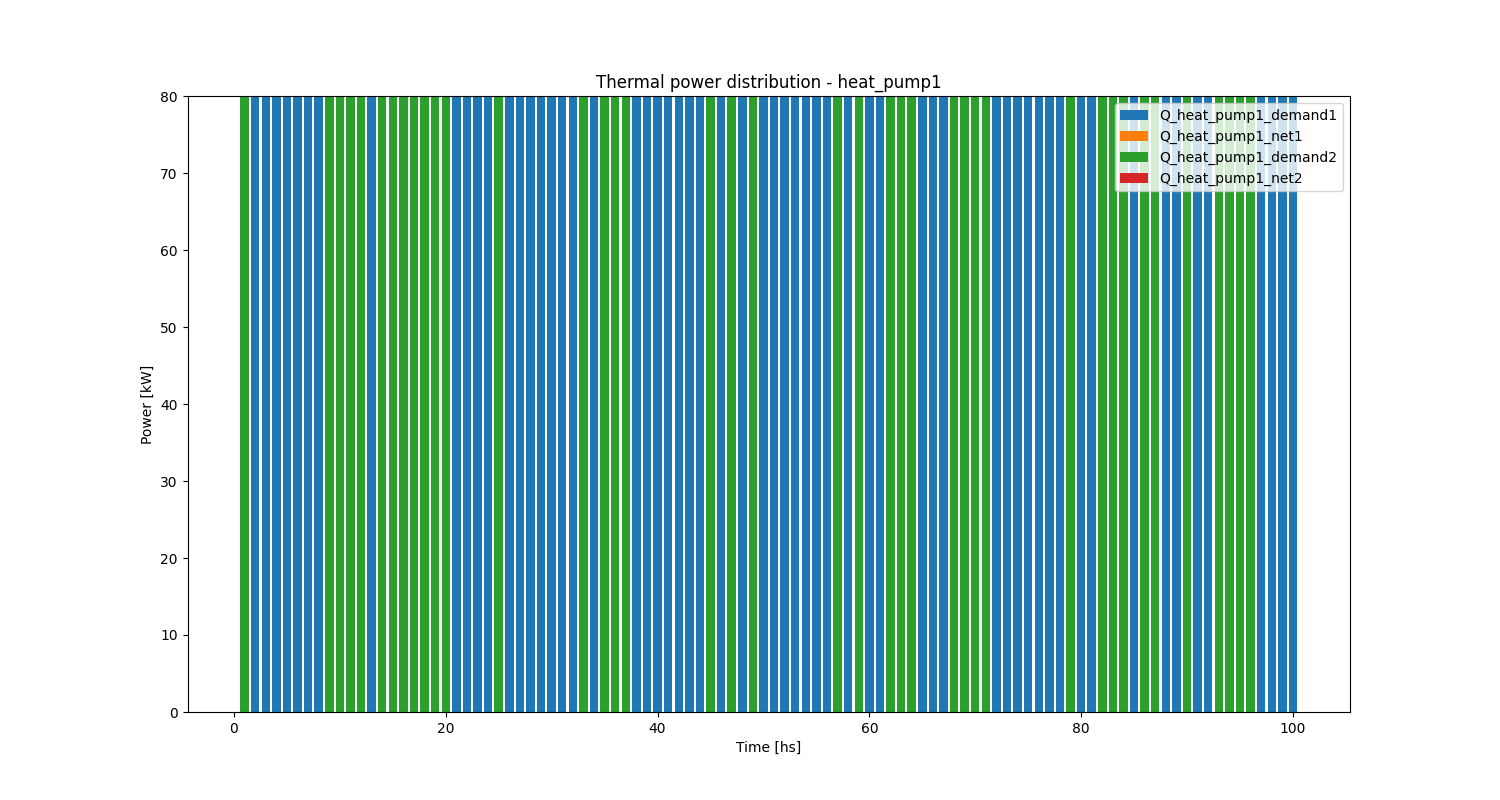 Thermal power distribution - heat_pump1
Q_heat_pump1_demand1
Q_heat_pump1_net1
Q_heat_pump1_demand2
Q_heat_pump1_net2
80
70
60
50
40
30
20
10
0
Power [kW]
0 20 40 60 80 100
Time [hs]